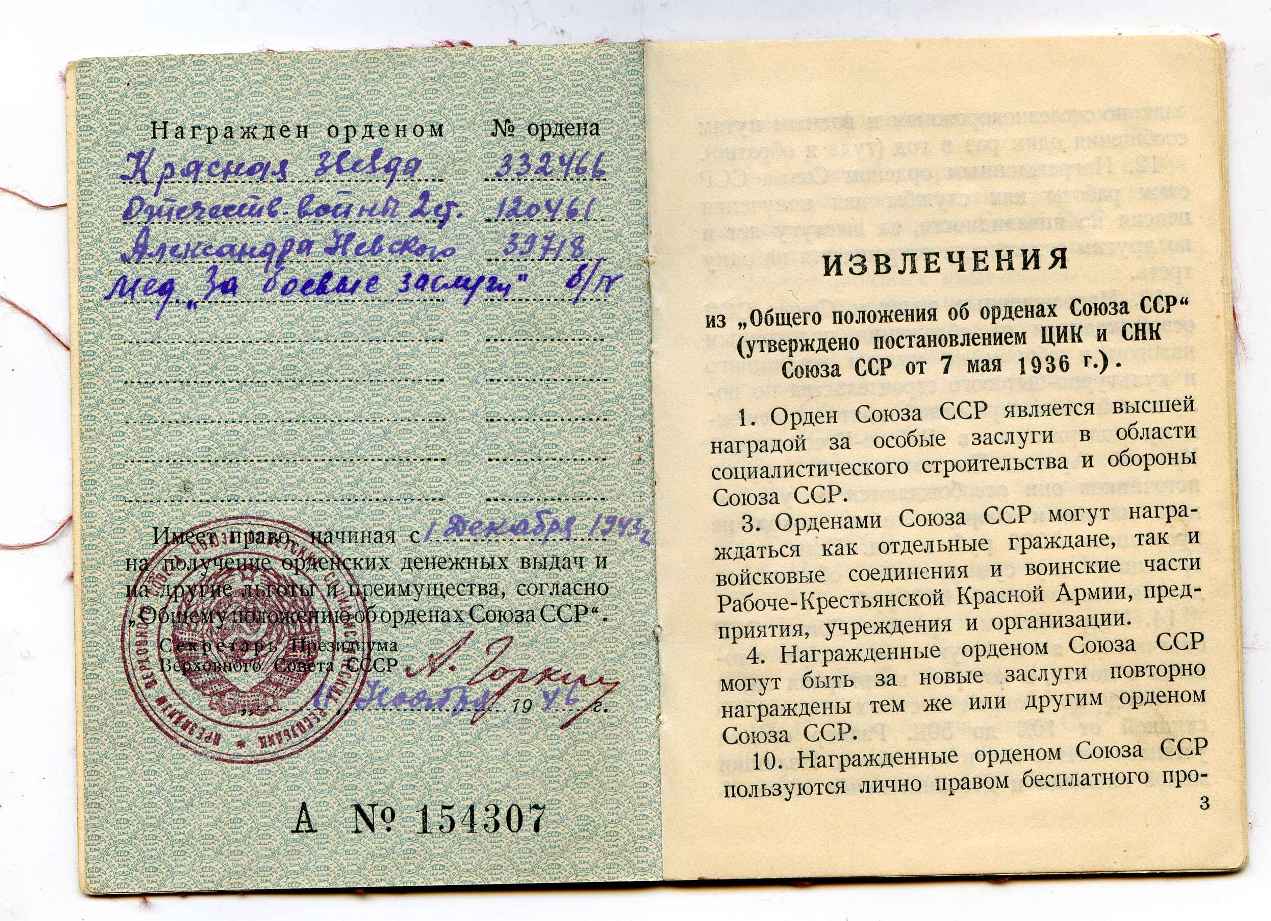 Награжден орденом № ордена
Красная Звезда 332466
Отечеств. войны 2 ст. 120461
Александра Невского 39718
Мед. „За боевые заслуги“ б/№
Имеет право, начиная с 1 Декабря 1943 г.
на получение орденских денежных выдач и
на другие льготы и преимущества, согласно
„Общему положению об орденах Союза ССР“.
Секретарь Президиума
Верховного Совета СССР А. Горкин
Ноября 1946 г.
А № 154307
ИЗВЛЕЧЕНИЯ
из „Общего положения об орденах Союза ССР“
(утверждено постановлением ЦИК и СНК
Союза ССР от 7 мая 1936 г.).
1. Орден Союза ССР является высшей
наградой за особые заслуги в области
социалистического строительства и обороны
Союза ССР.
3. Орденами Союза ССР могут награ-
ждаться как отдельные граждане, так и
войсковые соединения и воинские части
Рабоче-Крестьянской Красной Армии, пред-
приятия, учреждения и организации.
4. Награжденные орденом Союза ССР
могут быть за новые заслуги повторно
награждены тем же или другим орденом
Союза ССР.
10. Награжденные орденом Союза ССР
пользуются лично правом бесплатного про-
3